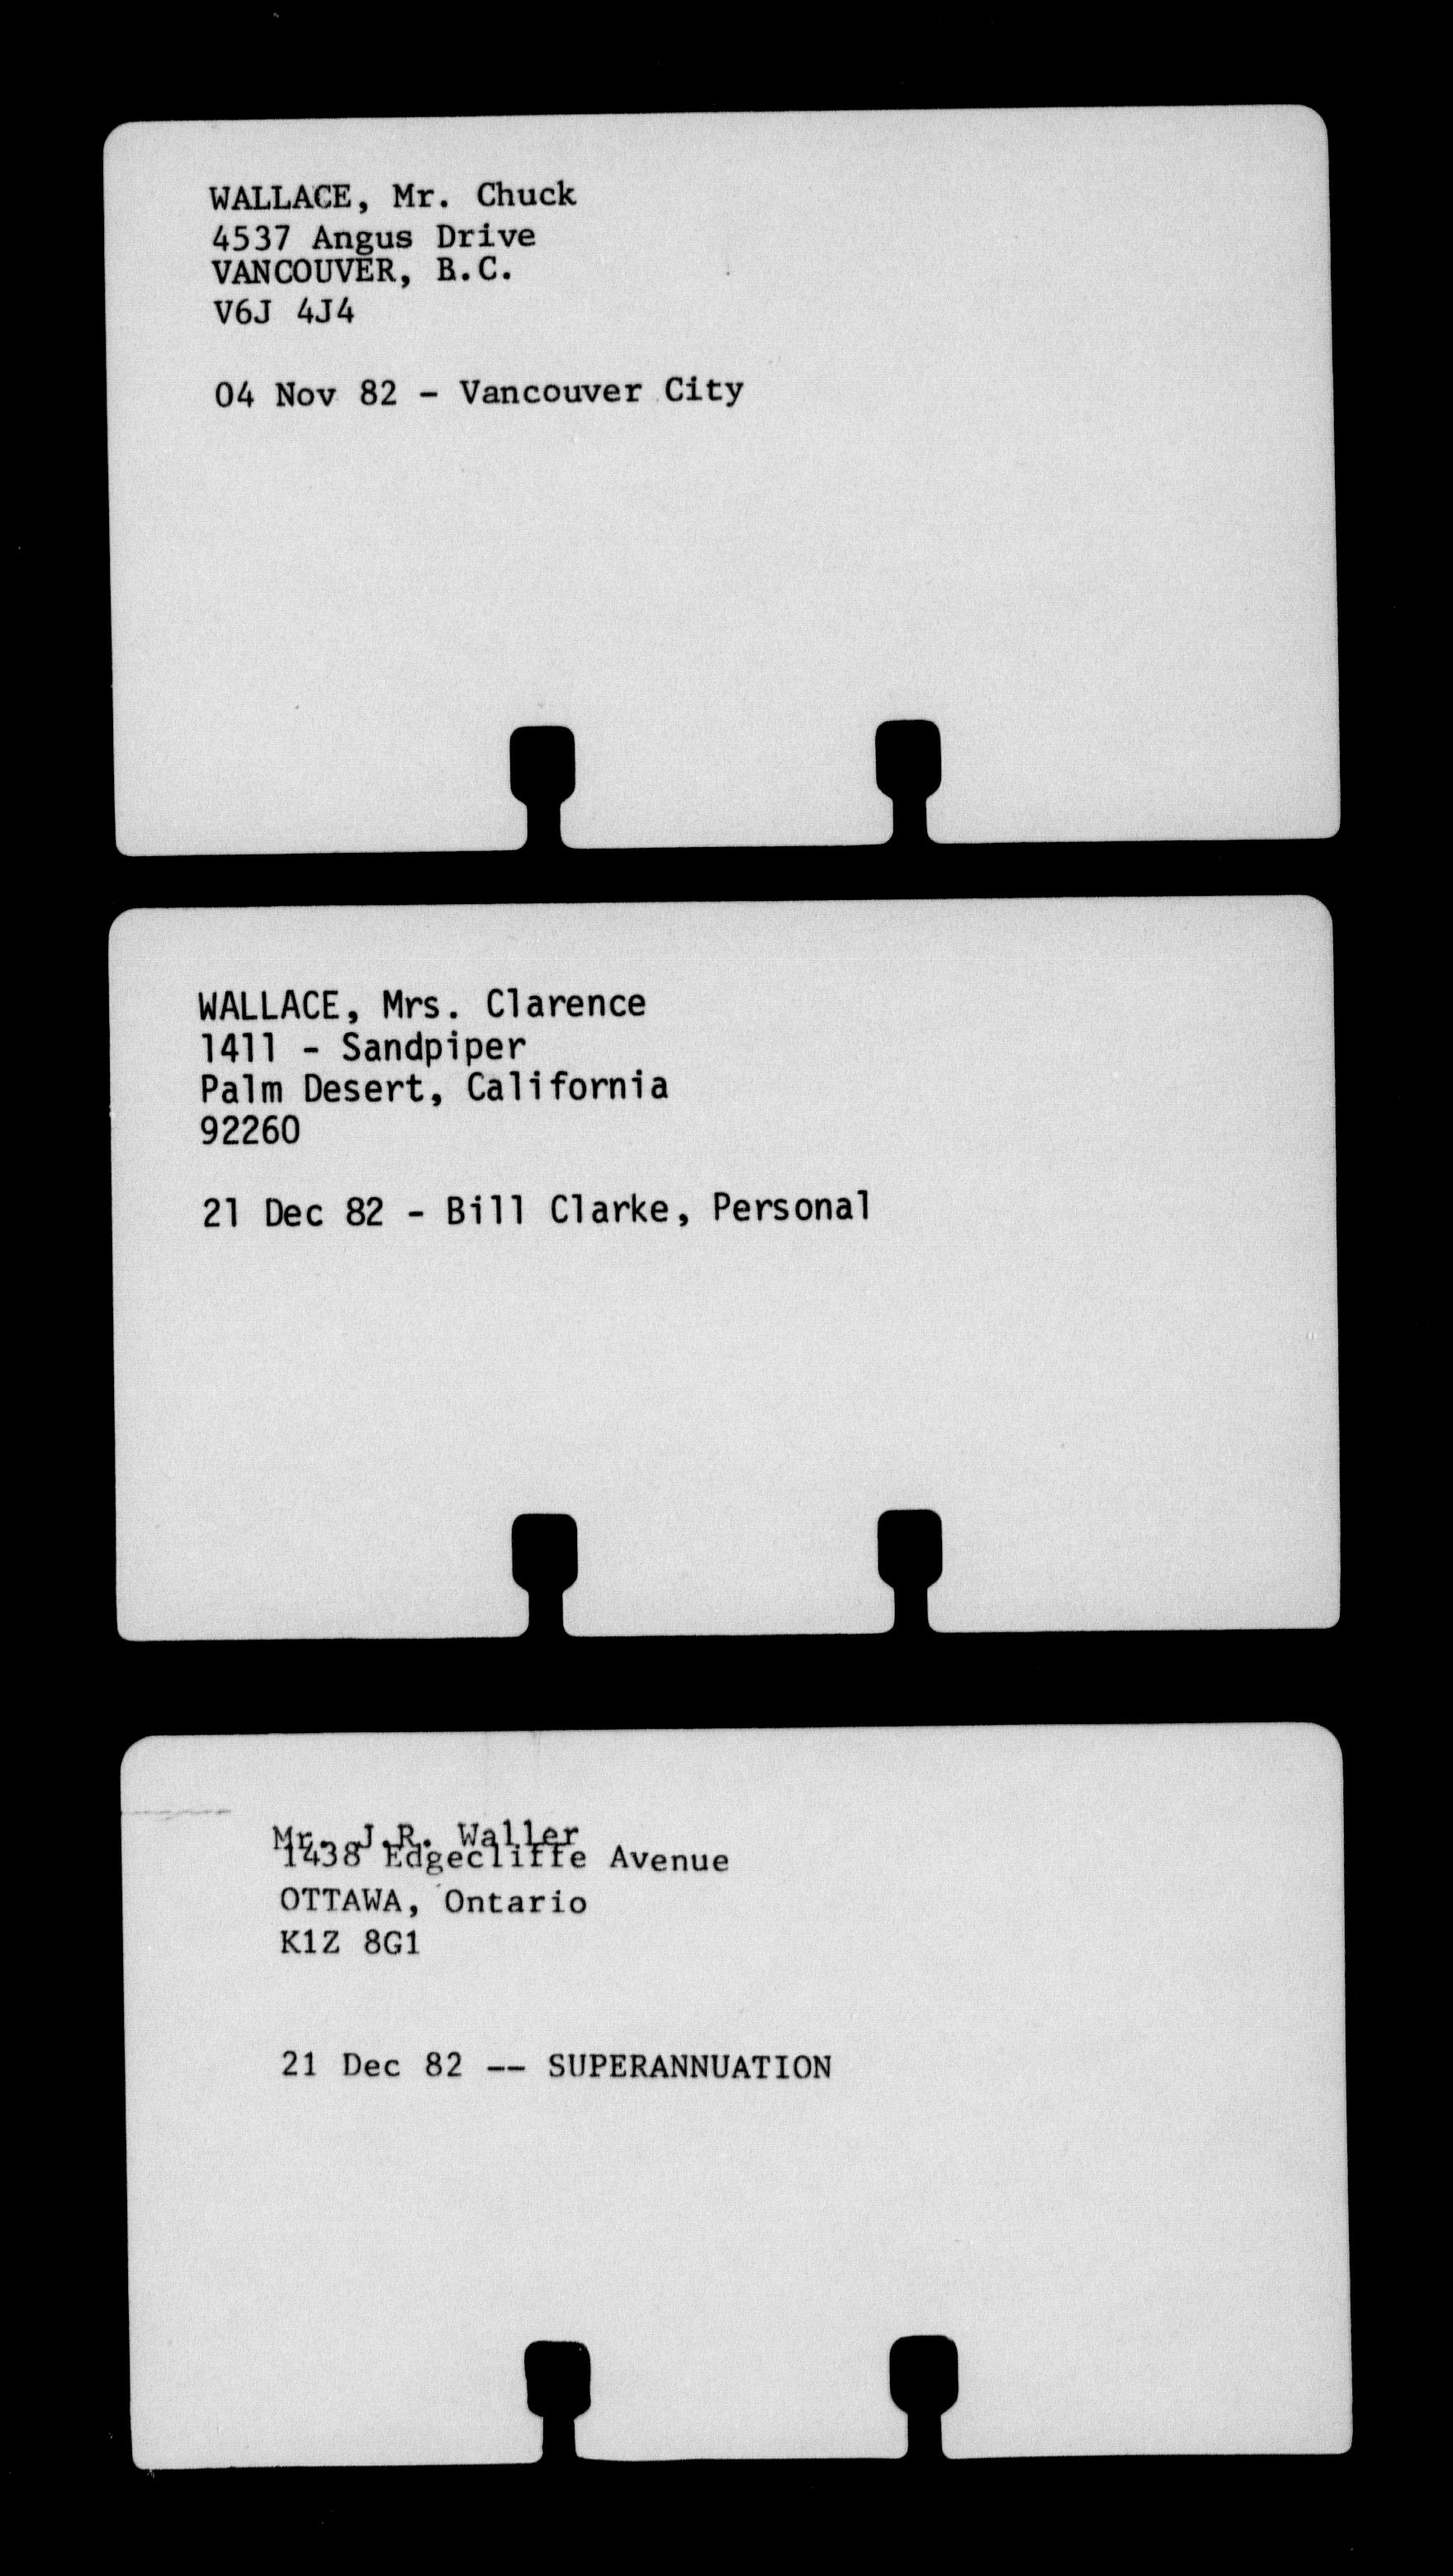 WALLACE, Mr. Chuck
4537 Angus Drive
VANCOUVER, B.C.
V6J 4J4
04 Nov 82 - Vancouver City
WALLACE, Mrs. Clarence
1411 - Sandpiper
Palm Desert, California
92260
21 Dec 82 - Bill Clarke, Personal
Mr. J.R. Waller
1438 Edgecliffe Avenue
OTTAWA, Ontario
K1Z 8G1
21 Dec 82 -- SUPERANNUATION